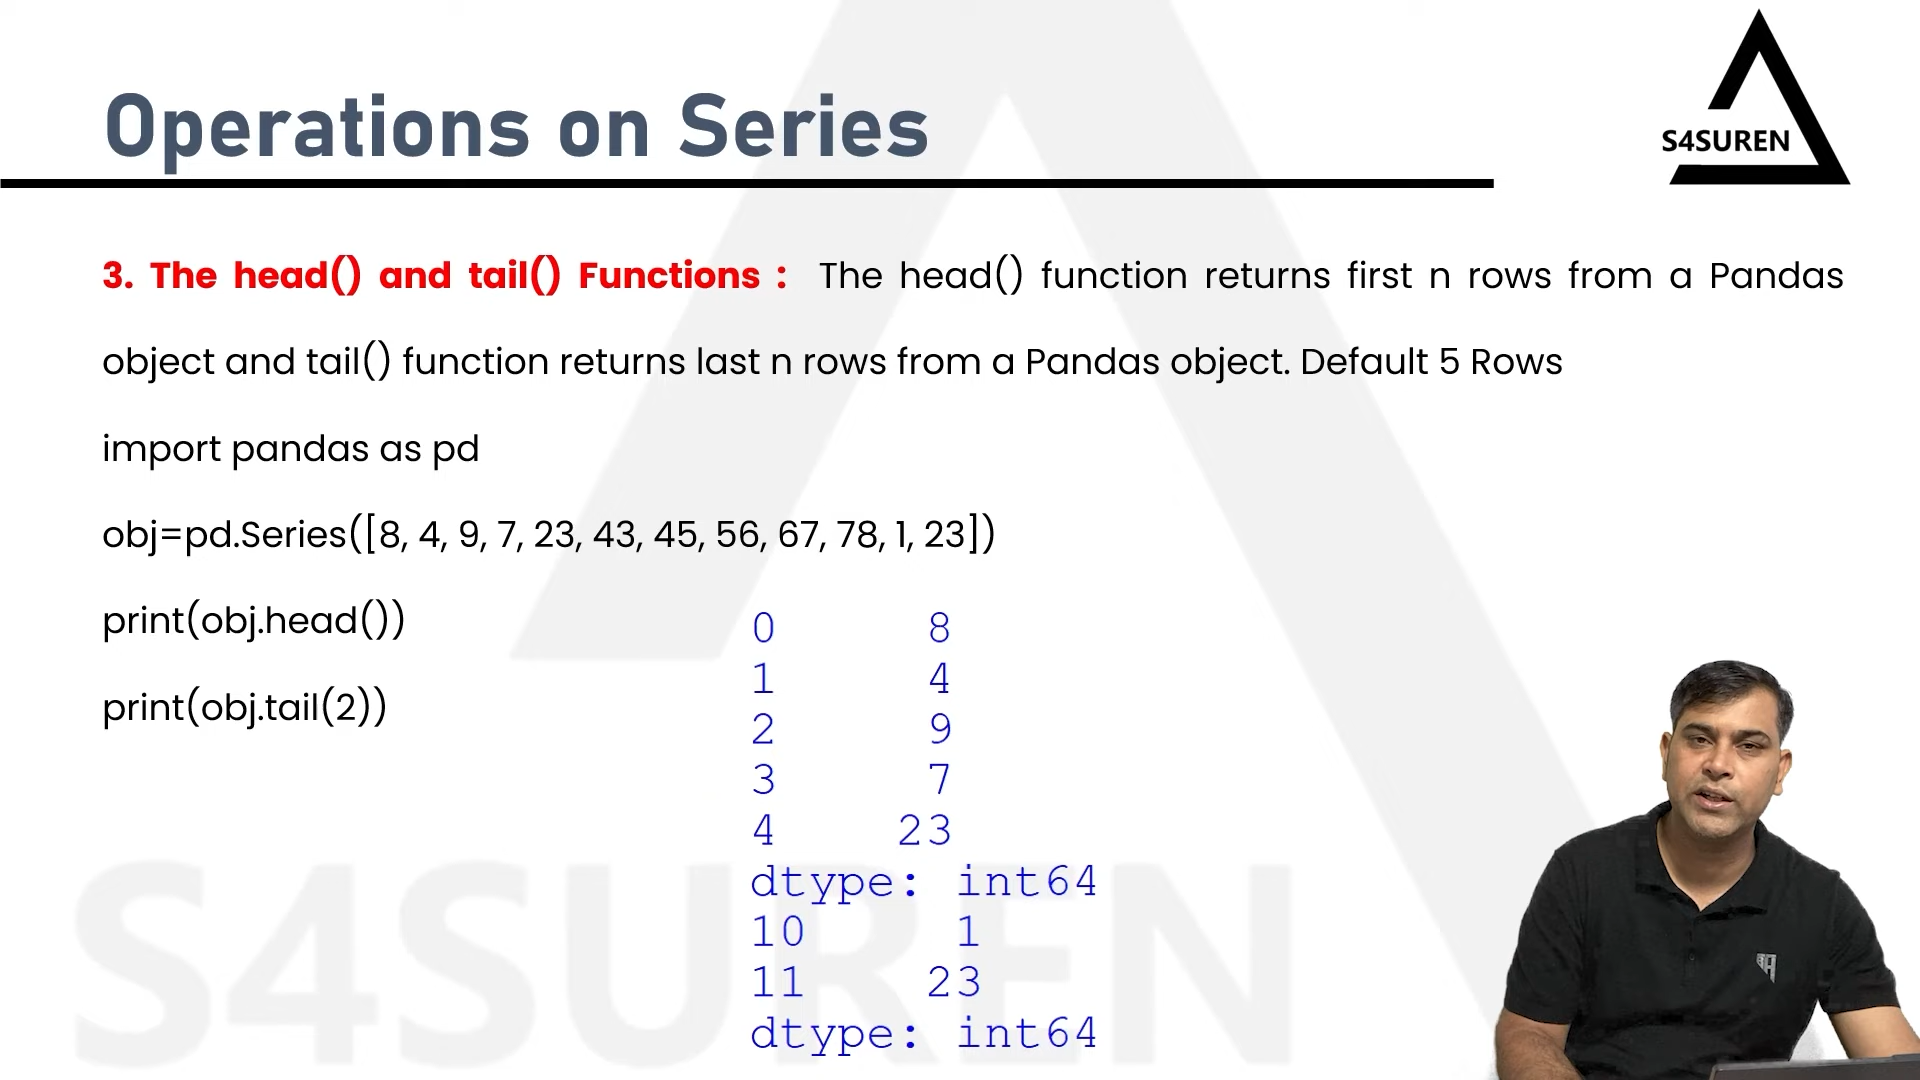 Operations on Series
S4SUREN
3. The head() and tail() Functions : The head() function returns first n rows from a Pandas
object and tail() function returns last n rows from a Pandas object. Default 5 Rows
import pandas as pd
obj=pd.Series([8, 4, 9, 7, 23, 43, 45, 56, 67, 78, 1, 23])
print(obj.head())
print(obj.tail(2))
0 8
1 4
2 9
3 7
4 23
dtype: int64
10 1
11 23
dtype: int64
S4SUREN